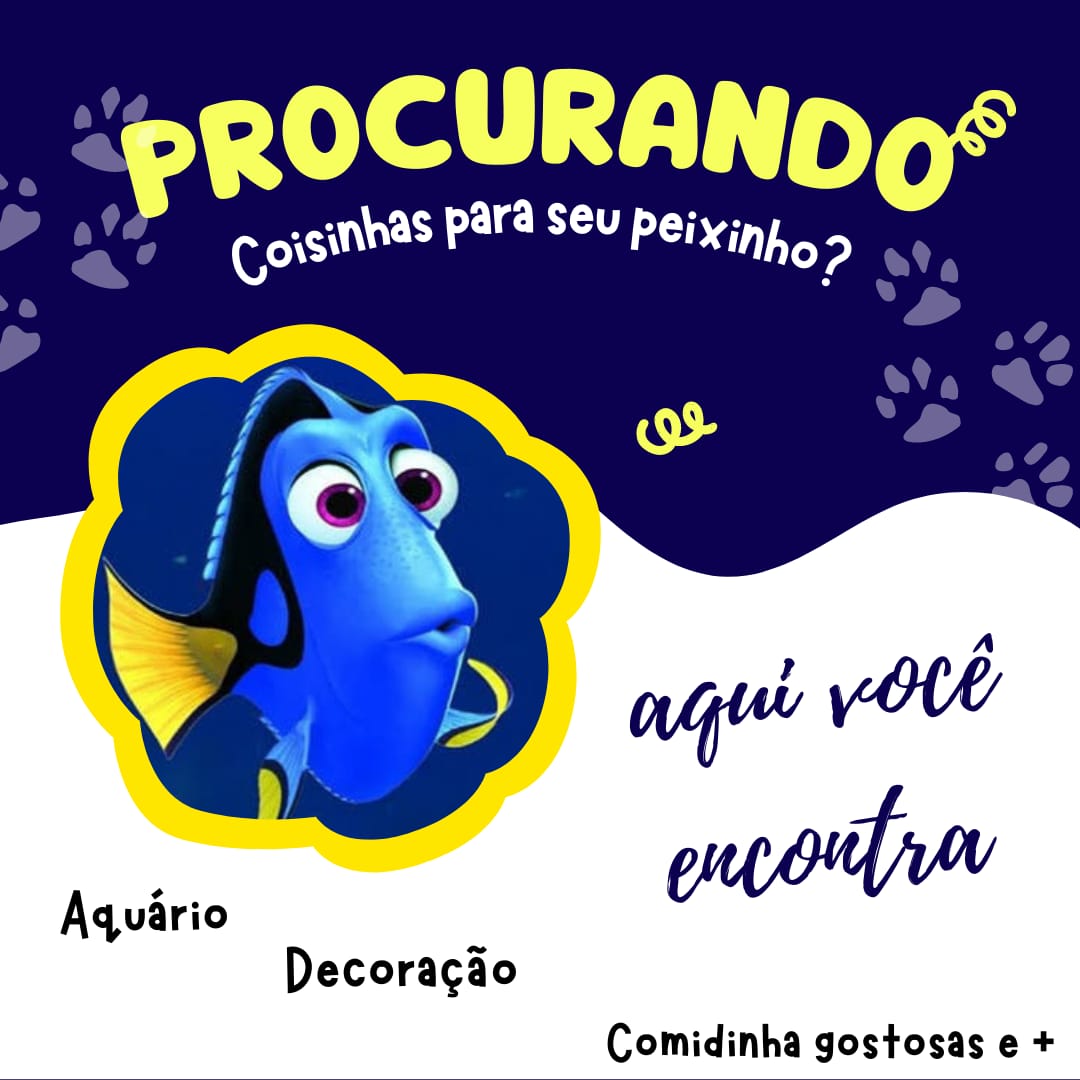 PROCURANDO
Coisinhas para seu peixinho?
aqui você
encontra
Aquário
Decoração
Comidinha gostosas e +